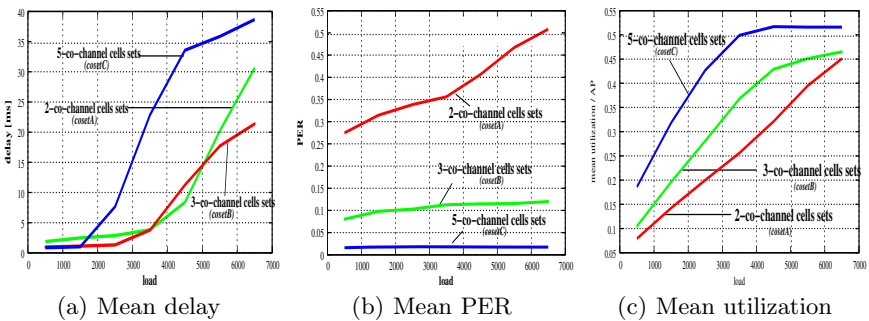 40
35
30
25
20
15
10
5
0
delay [ms]
5-co-channel cells sets
(cosetC)
2-co-channel cells sets
(cosetA)
3-co-channel cells sets
(cosetB)
0 1000 2000 3000 4000 5000 6000 7000
load
(a) Mean delay
0.55
0.5
0.45
0.4
0.35
0.3
0.25
0.2
0.15
0.1
0.05
0
PER
2-co-channel cells sets
(cosetA)
3-co-channel cells sets
(cosetB)
5-co-channel cells sets
(cosetC)
0 1000 2000 3000 4000 5000 6000 7000
load
(b) Mean PER
0.55
0.5
0.45
0.4
0.35
0.3
0.25
0.2
0.15
0.1
0.05
mean utilization / AP
5-co-channel cells sets
(cosetC)
3-co-channel cells sets
(cosetB)
2-co-channel cells sets
(cosetA)
0 1000 2000 3000 4000 5000 6000 7000
load
(c) Mean utilization